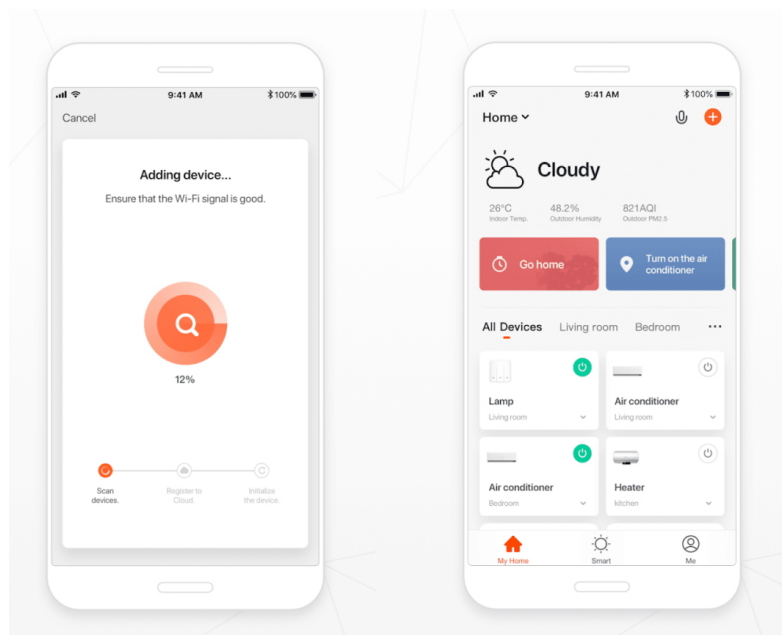 9:41 AM
100%
Cancel
Adding device...
Ensure that the Wi-Fi signal is good.
12%
Scan
devices.
Register to
Cloud.
Initialize
the device.
9:41 AM
100%
Home
Cloudy
26°C
Indoor Temp.
48.2%
Outdoor Humidity
821AQI
Outdoor PM2.5
Go home
Turn on the air
conditioner
All Devices
Living room
Bedroom
Lamp
Living room
Air conditioner
Living room
Air conditioner
Bedroom
Heater
kitchen
My Home
Smart
Me